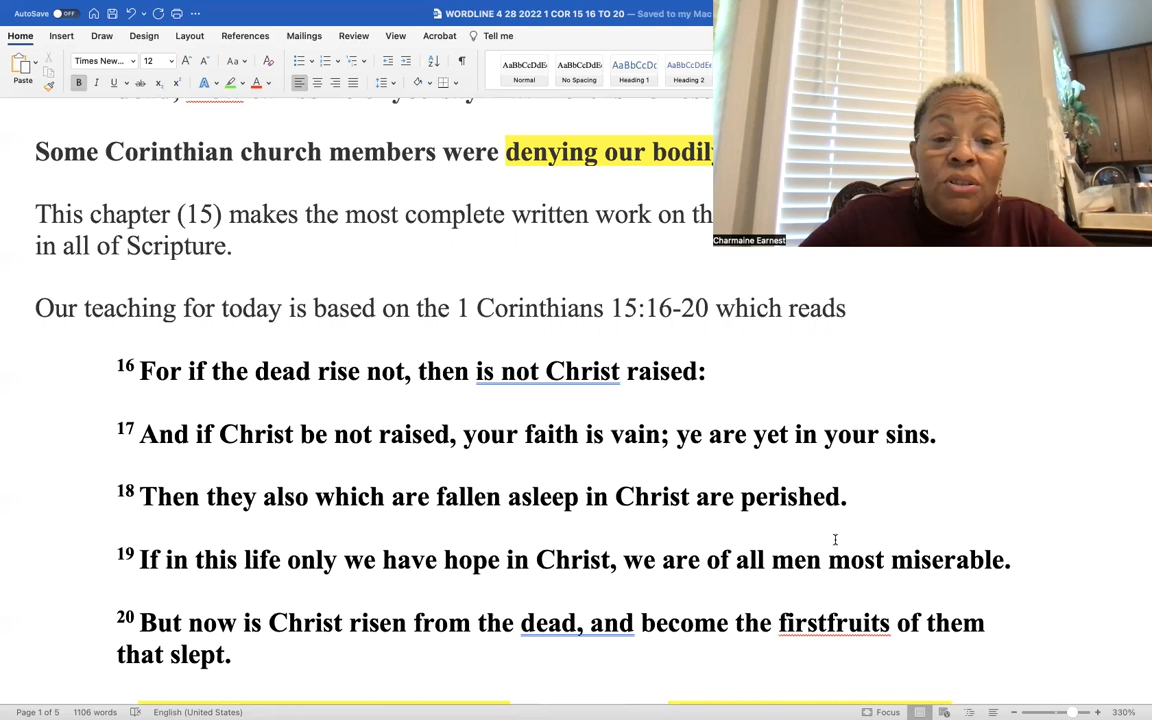 AutoSave OFF WORDLINE 4 28 2022 1 COR 15 16 TO 20 — Saved to my Mac
Home Insert Draw Design Layout References Mailings Review View Acrobat Tell me
Paste Times New... 12 Normal No Spacing Heading 1 Heading 2
Some Corinthian church members were denying our bodily
This chapter (15) makes the most complete written work on th
in all of Scripture.
Charmaine Earnest
Our teaching for today is based on the 1 Corinthians 15:16-20 which reads
16 For if the dead rise not, then is not Christ raised:
17 And if Christ be not raised, your faith is vain; ye are yet in your sins.
18 Then they also which are fallen asleep in Christ are perished.
19 If in this life only we have hope in Christ, we are of all men most miserable.
20 But now is Christ risen from the dead, and become the firstfruits of them
that slept.
Page 1 of 5 1106 words English (United States) Focus 330%